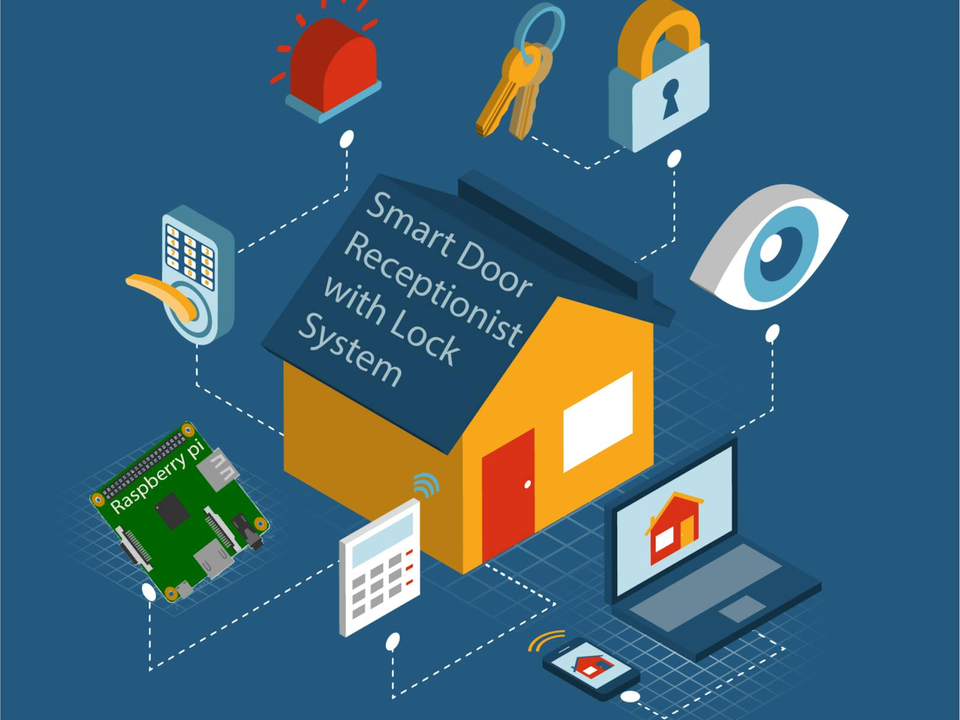 Smart Door
Receptionist
with Lock
System
Raspberry pi